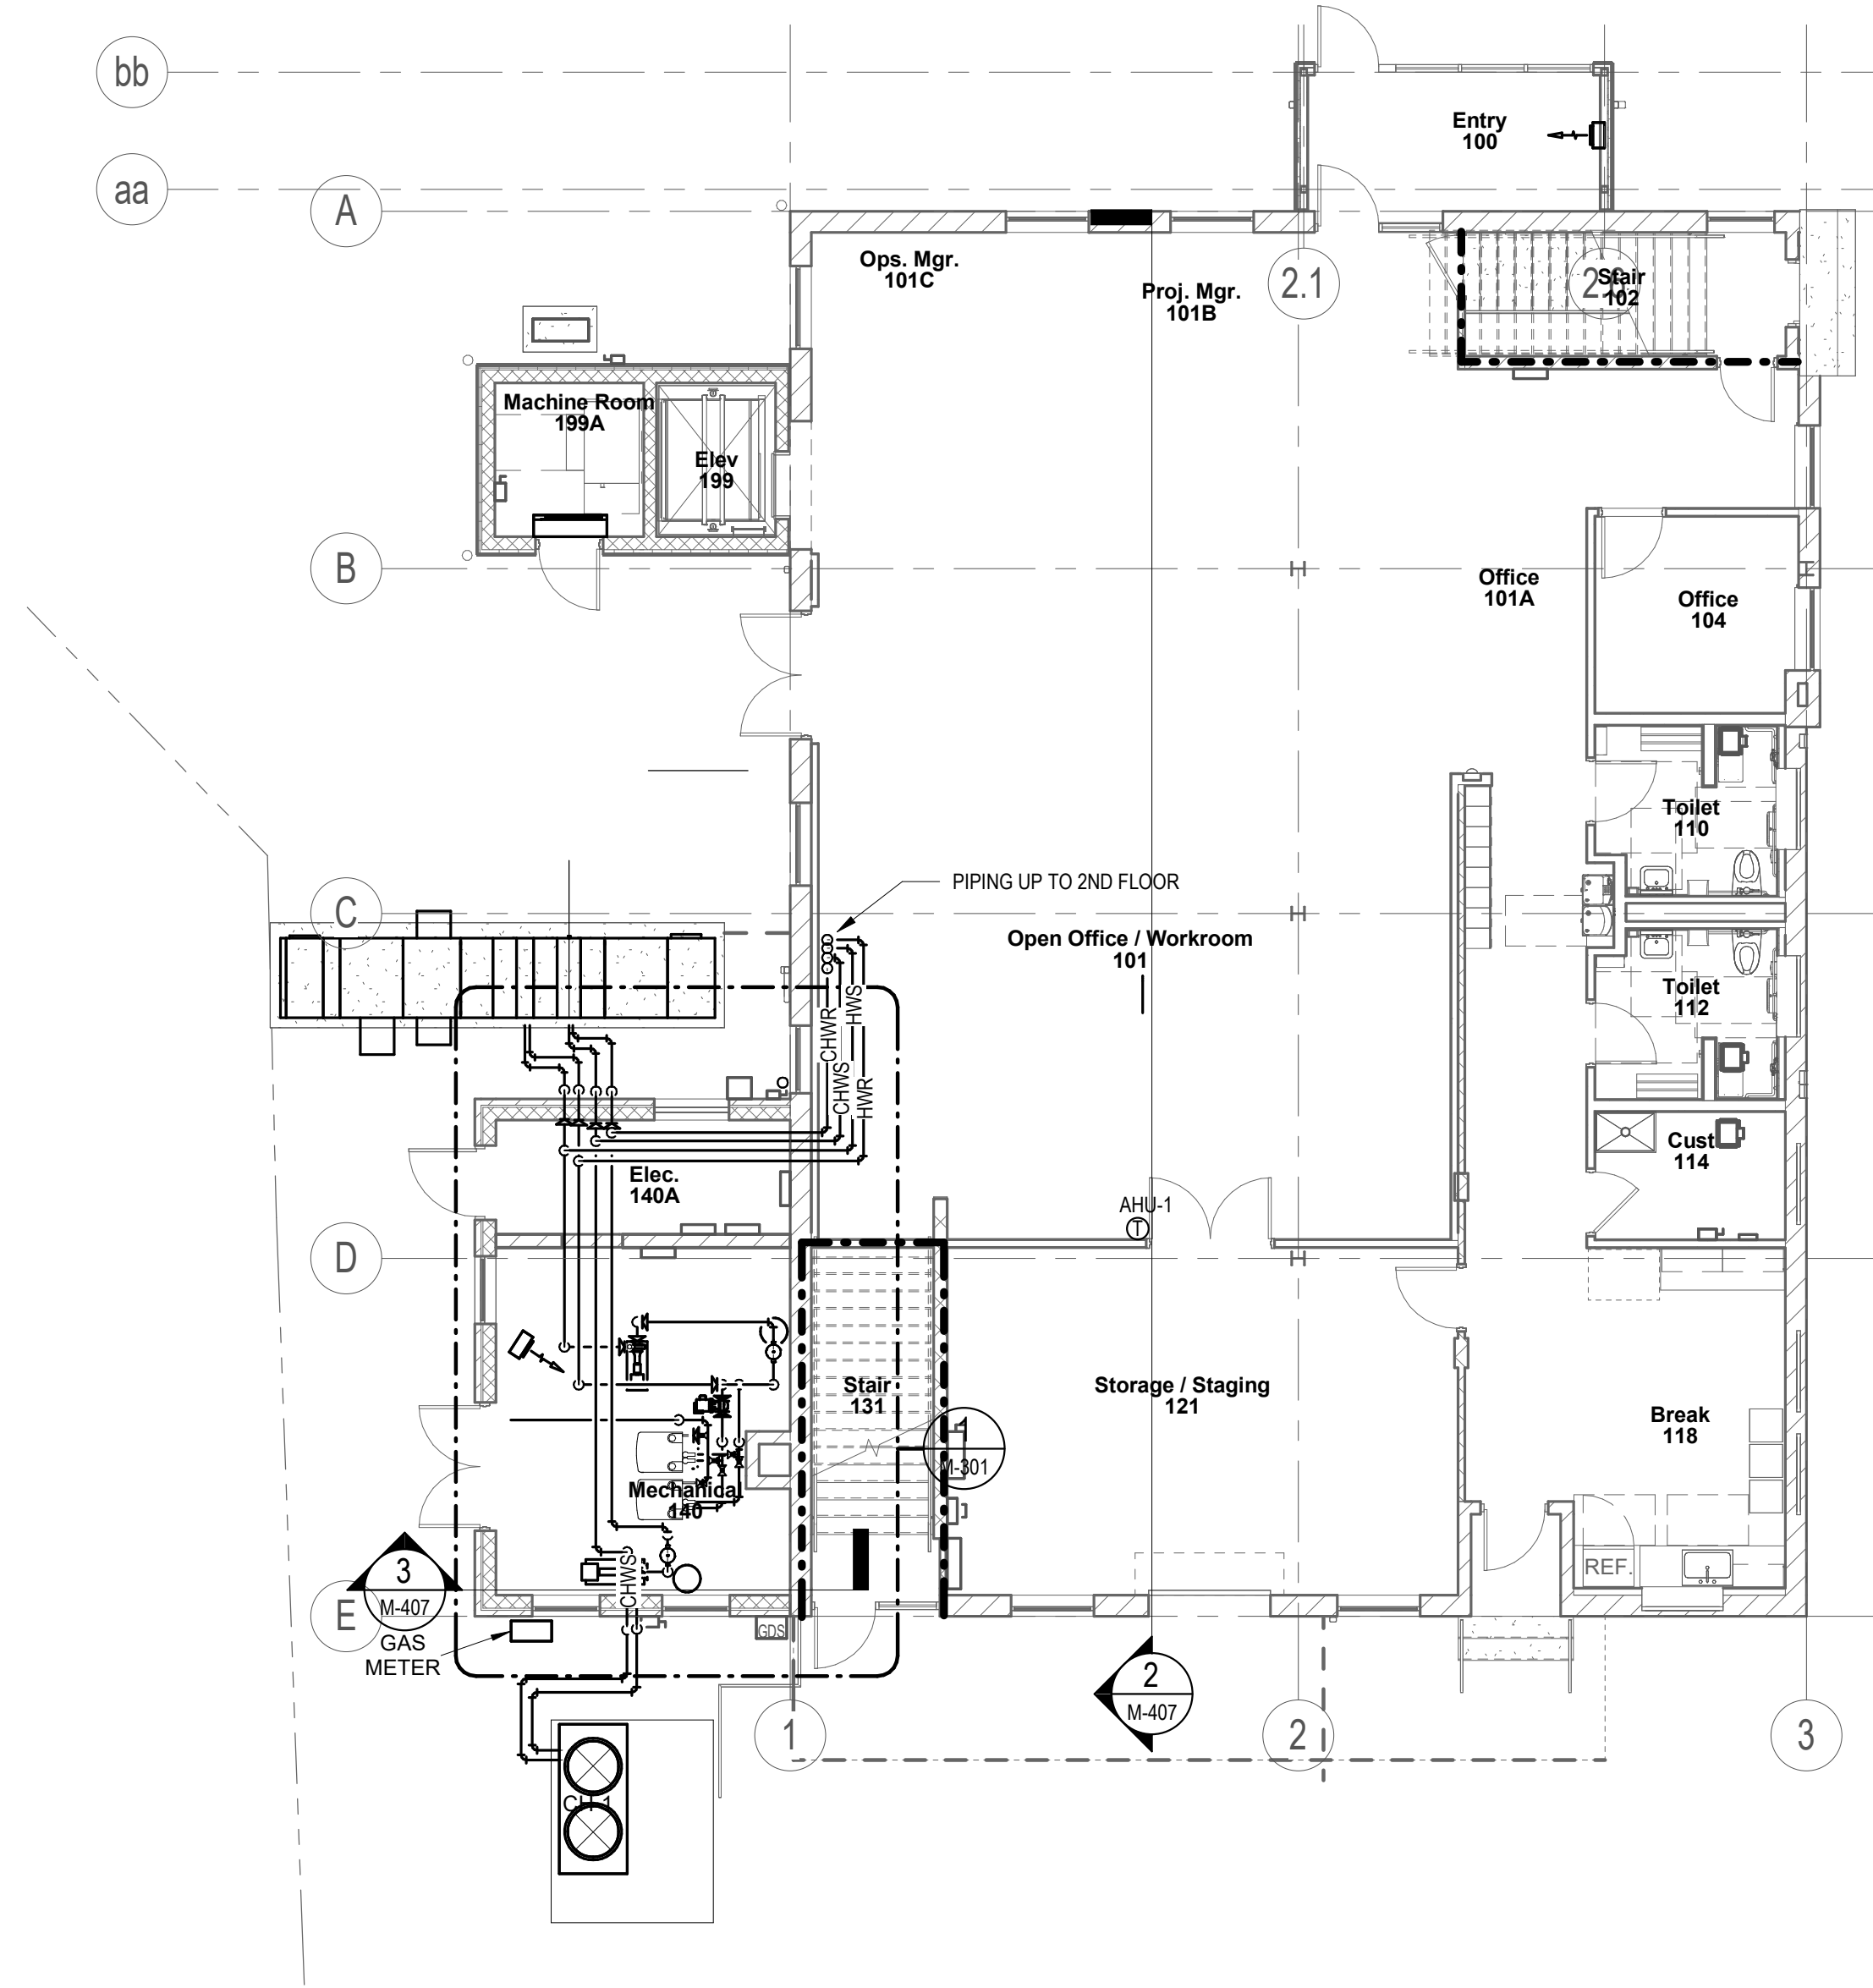 bb
Entry
100
aa
A
Ops. Mgr.
101C
Proj. Mgr.
101B
2.1
Stair
102
Machine Room
199A
Elev
199
B
Office
101A
Office
104
Toilet
110
PIPING UP TO 2ND FLOOR
C
Open Office / Workroom
101
Toilet
112
CHWR
HWS
CHWS
HWR
Cust
114
Elec.
140A
AHU-1
T
D
Stair
131
Storage / Staging
121
Break
118
1
M-301
Mechanical
140
3
M-407
CHWS
REF.
E
GAS
METER
GDS
2
M-407
1
2
3
CH-1